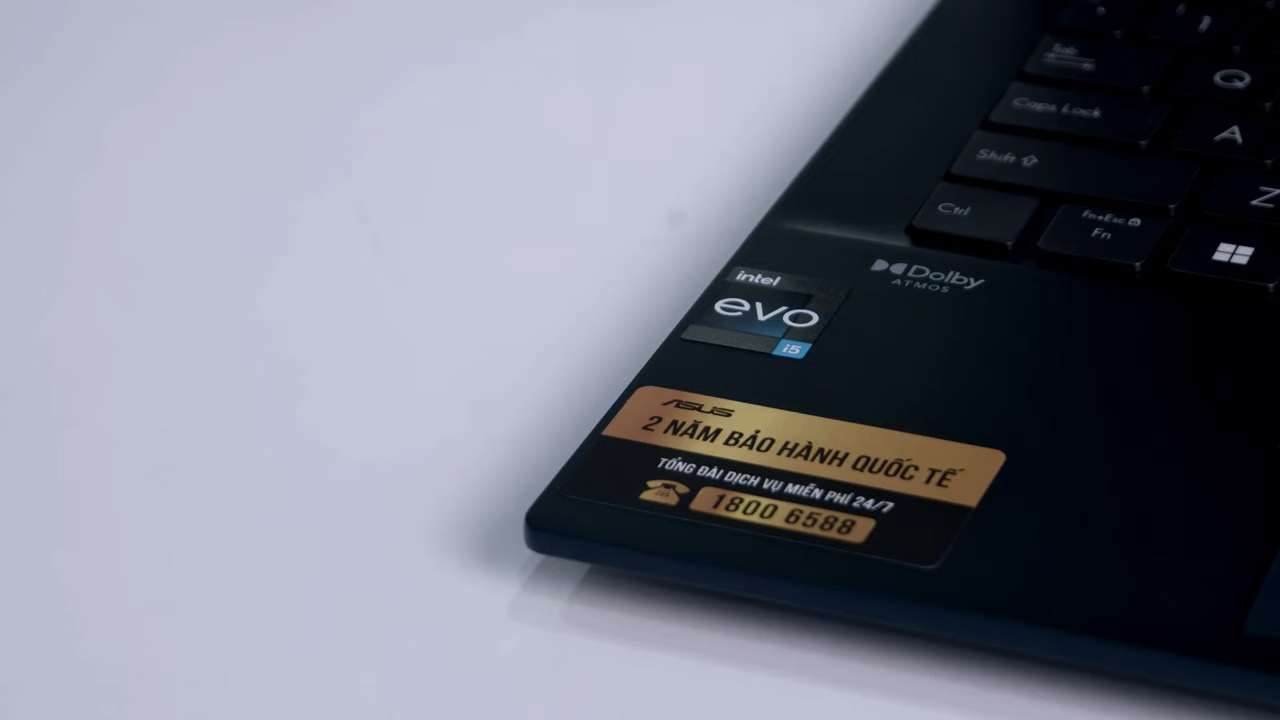 Tab
Q
Caps Lock
A
Shift
Z
Ctrl
Fn+Esc
Fn
Dolby
ATMOS
intel
evo
i5
ASUS
2 NĂM BẢO HÀNH QUỐC TẾ
TỔNG ĐÀI DỊCH VỤ MIỄN PHÍ 24/7
1800 6588